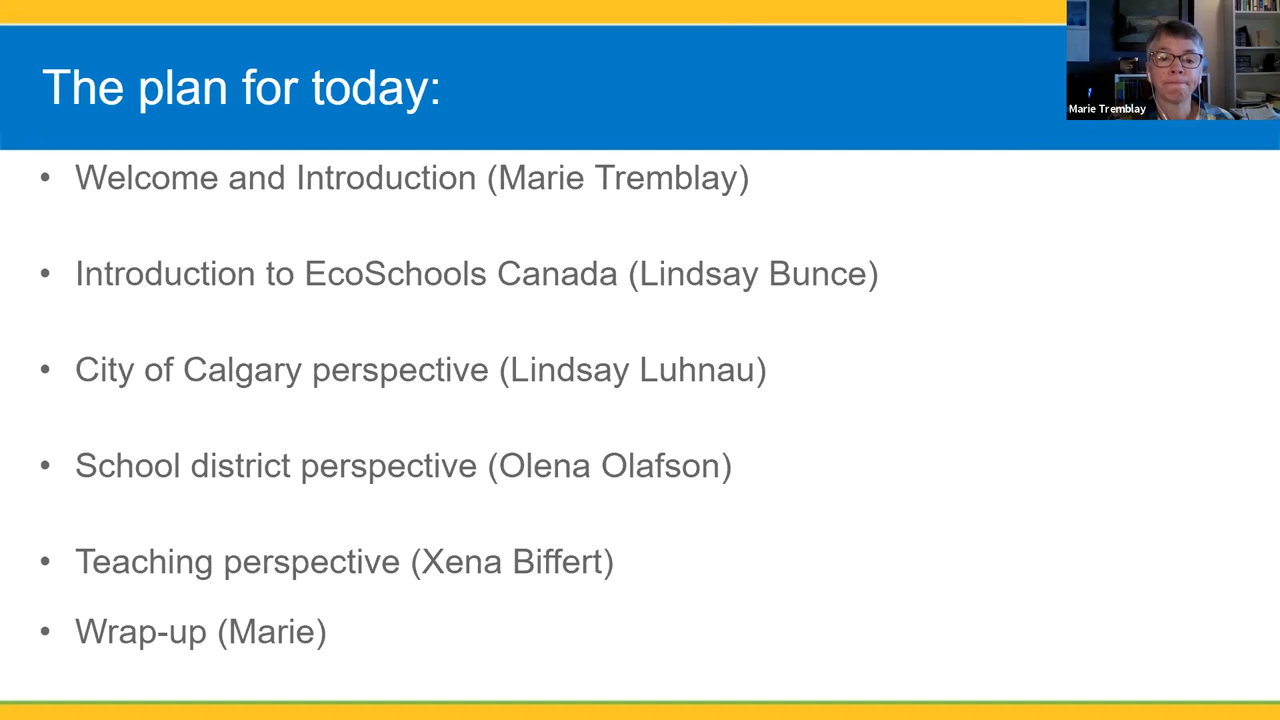 The plan for today:
Marie Tremblay
• Welcome and Introduction (Marie Tremblay)
• Introduction to EcoSchools Canada (Lindsay Bunce)
• City of Calgary perspective (Lindsay Luhnau)
• School district perspective (Olena Olafson)
• Teaching perspective (Xena Biffert)
• Wrap-up (Marie)